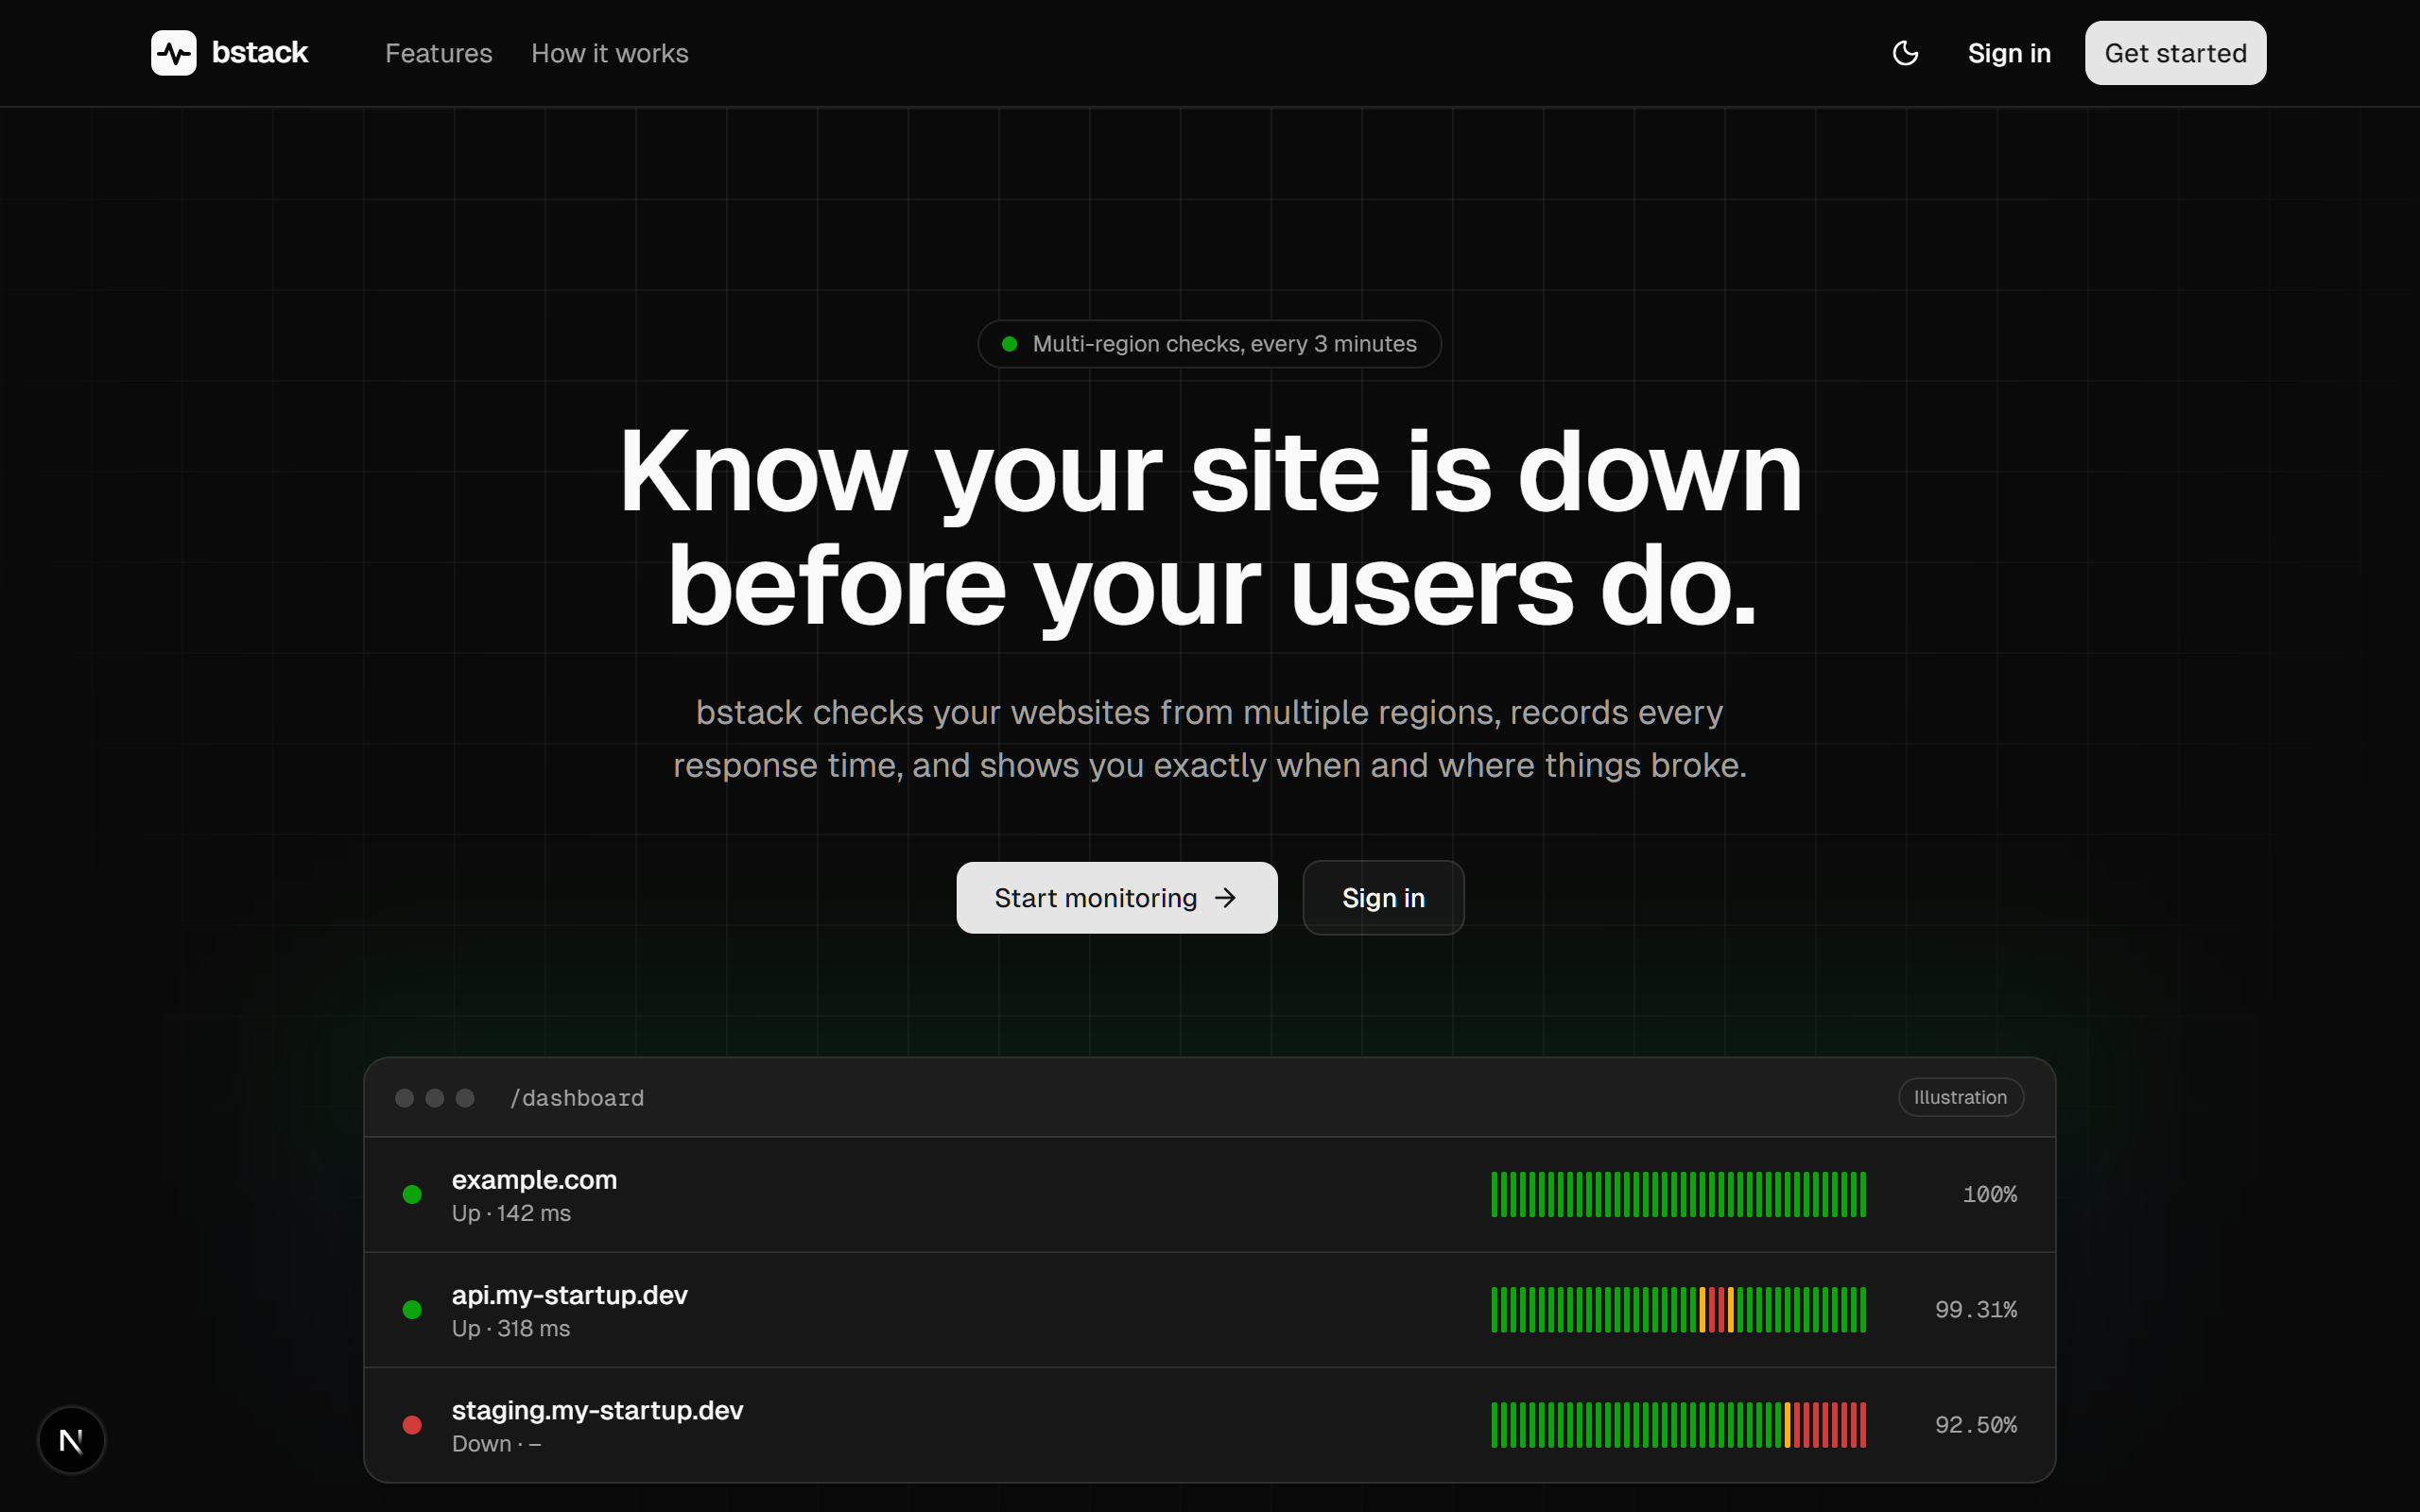 bstack
Features
How it works
Sign in
Get started
Multi-region checks, every 3 minutes
Know your site is down
before your users do.
bstack checks your websites from multiple regions, records every
response time, and shows you exactly when and where things broke.
Start monitoring →
Sign in
/dashboard
Illustration
example.com
Up · 142 ms
100%
api.my-startup.dev
Up · 318 ms
99.31%
staging.my-startup.dev
Down · –
92.50%
N